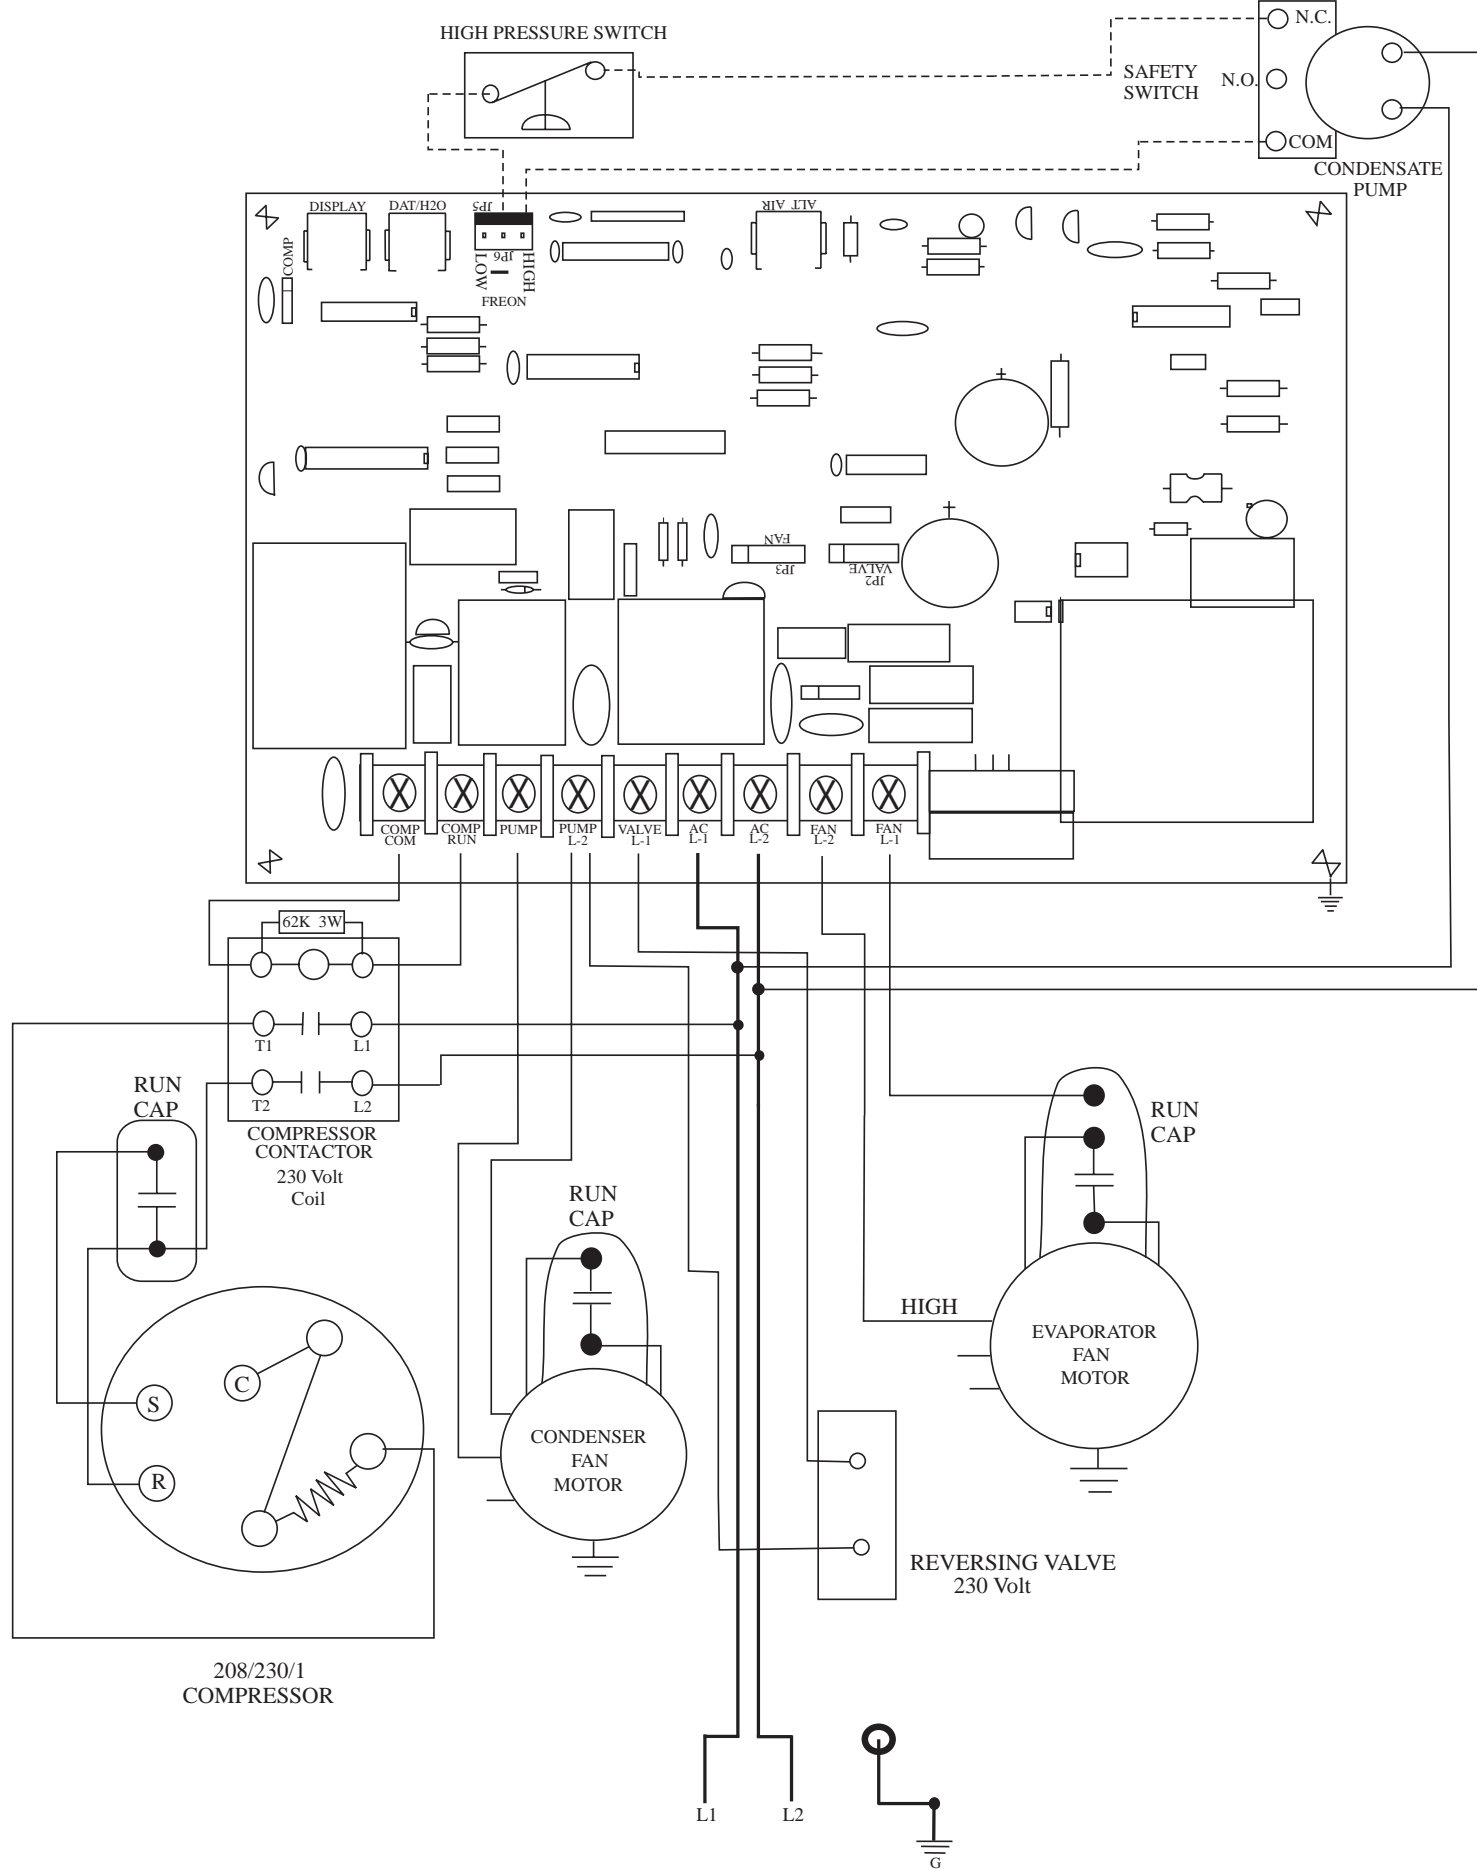 HIGH PRESSURE SWITCH
N.C.
SAFETY
SWITCH
N.O.
COM
CONDENSATE
PUMP
DISPLAY
DAT/H2O
JP5
ALT AIR
COMP
LOW
JP6
HIGH
FREON
FAN
JP3
VALVE
JP2
COMP
COM
COMP
RUN
PUMP
PUMP
L-2
VALVE
L-1
AC
L-1
AC
L-2
FAN
L-2
FAN
L-1
62K 3W
T1
L1
T2
L2
COMPRESSOR
CONTACTOR
230 Volt
Coil
RUN
CAP
RUN
CAP
RUN
CAP
HIGH
EVAPORATOR
FAN
MOTOR
C
S
R
CONDENSER
FAN
MOTOR
REVERSING VALVE
230 Volt
208/230/1
COMPRESSOR
L1
L2
G